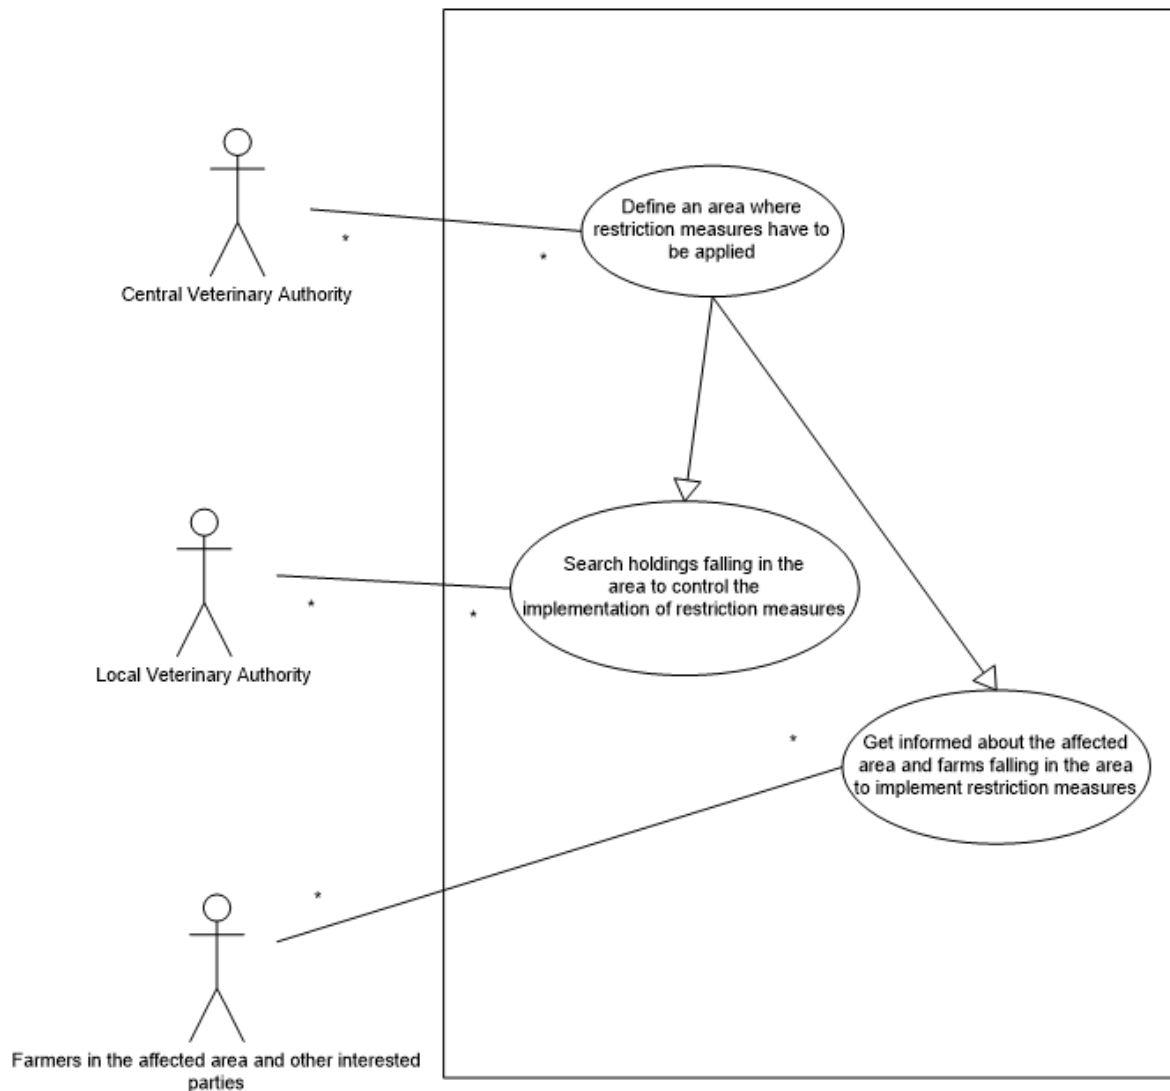 Define an area where
restriction measures have to
be applied
*
*
Central Veterinary Authority
Search holdings falling in the
area to control the
implementation of restriction measures
*
*
Local Veterinary Authority
*
Get informed about the affected
area and farms falling in the area
to implement restriction measures
*
Farmers in the affected area and other interested
parties